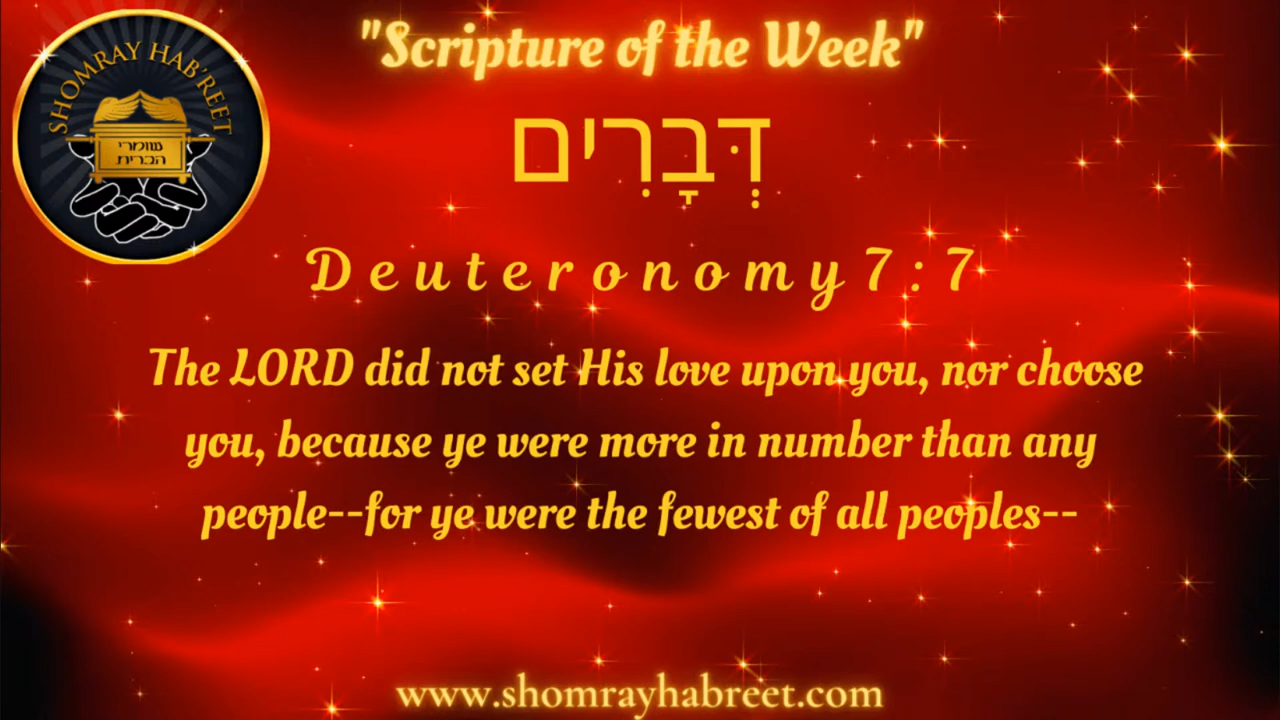 SHOMRAY HAB'REET
שומרי
הברית
"Scripture of the Week"
דְּבָרִים
Deuteronomy 7:7
The LORD did not set His love upon you, nor choose
you, because ye were more in number than any
people--for ye were the fewest of all peoples--
www.shomrayhabreet.com